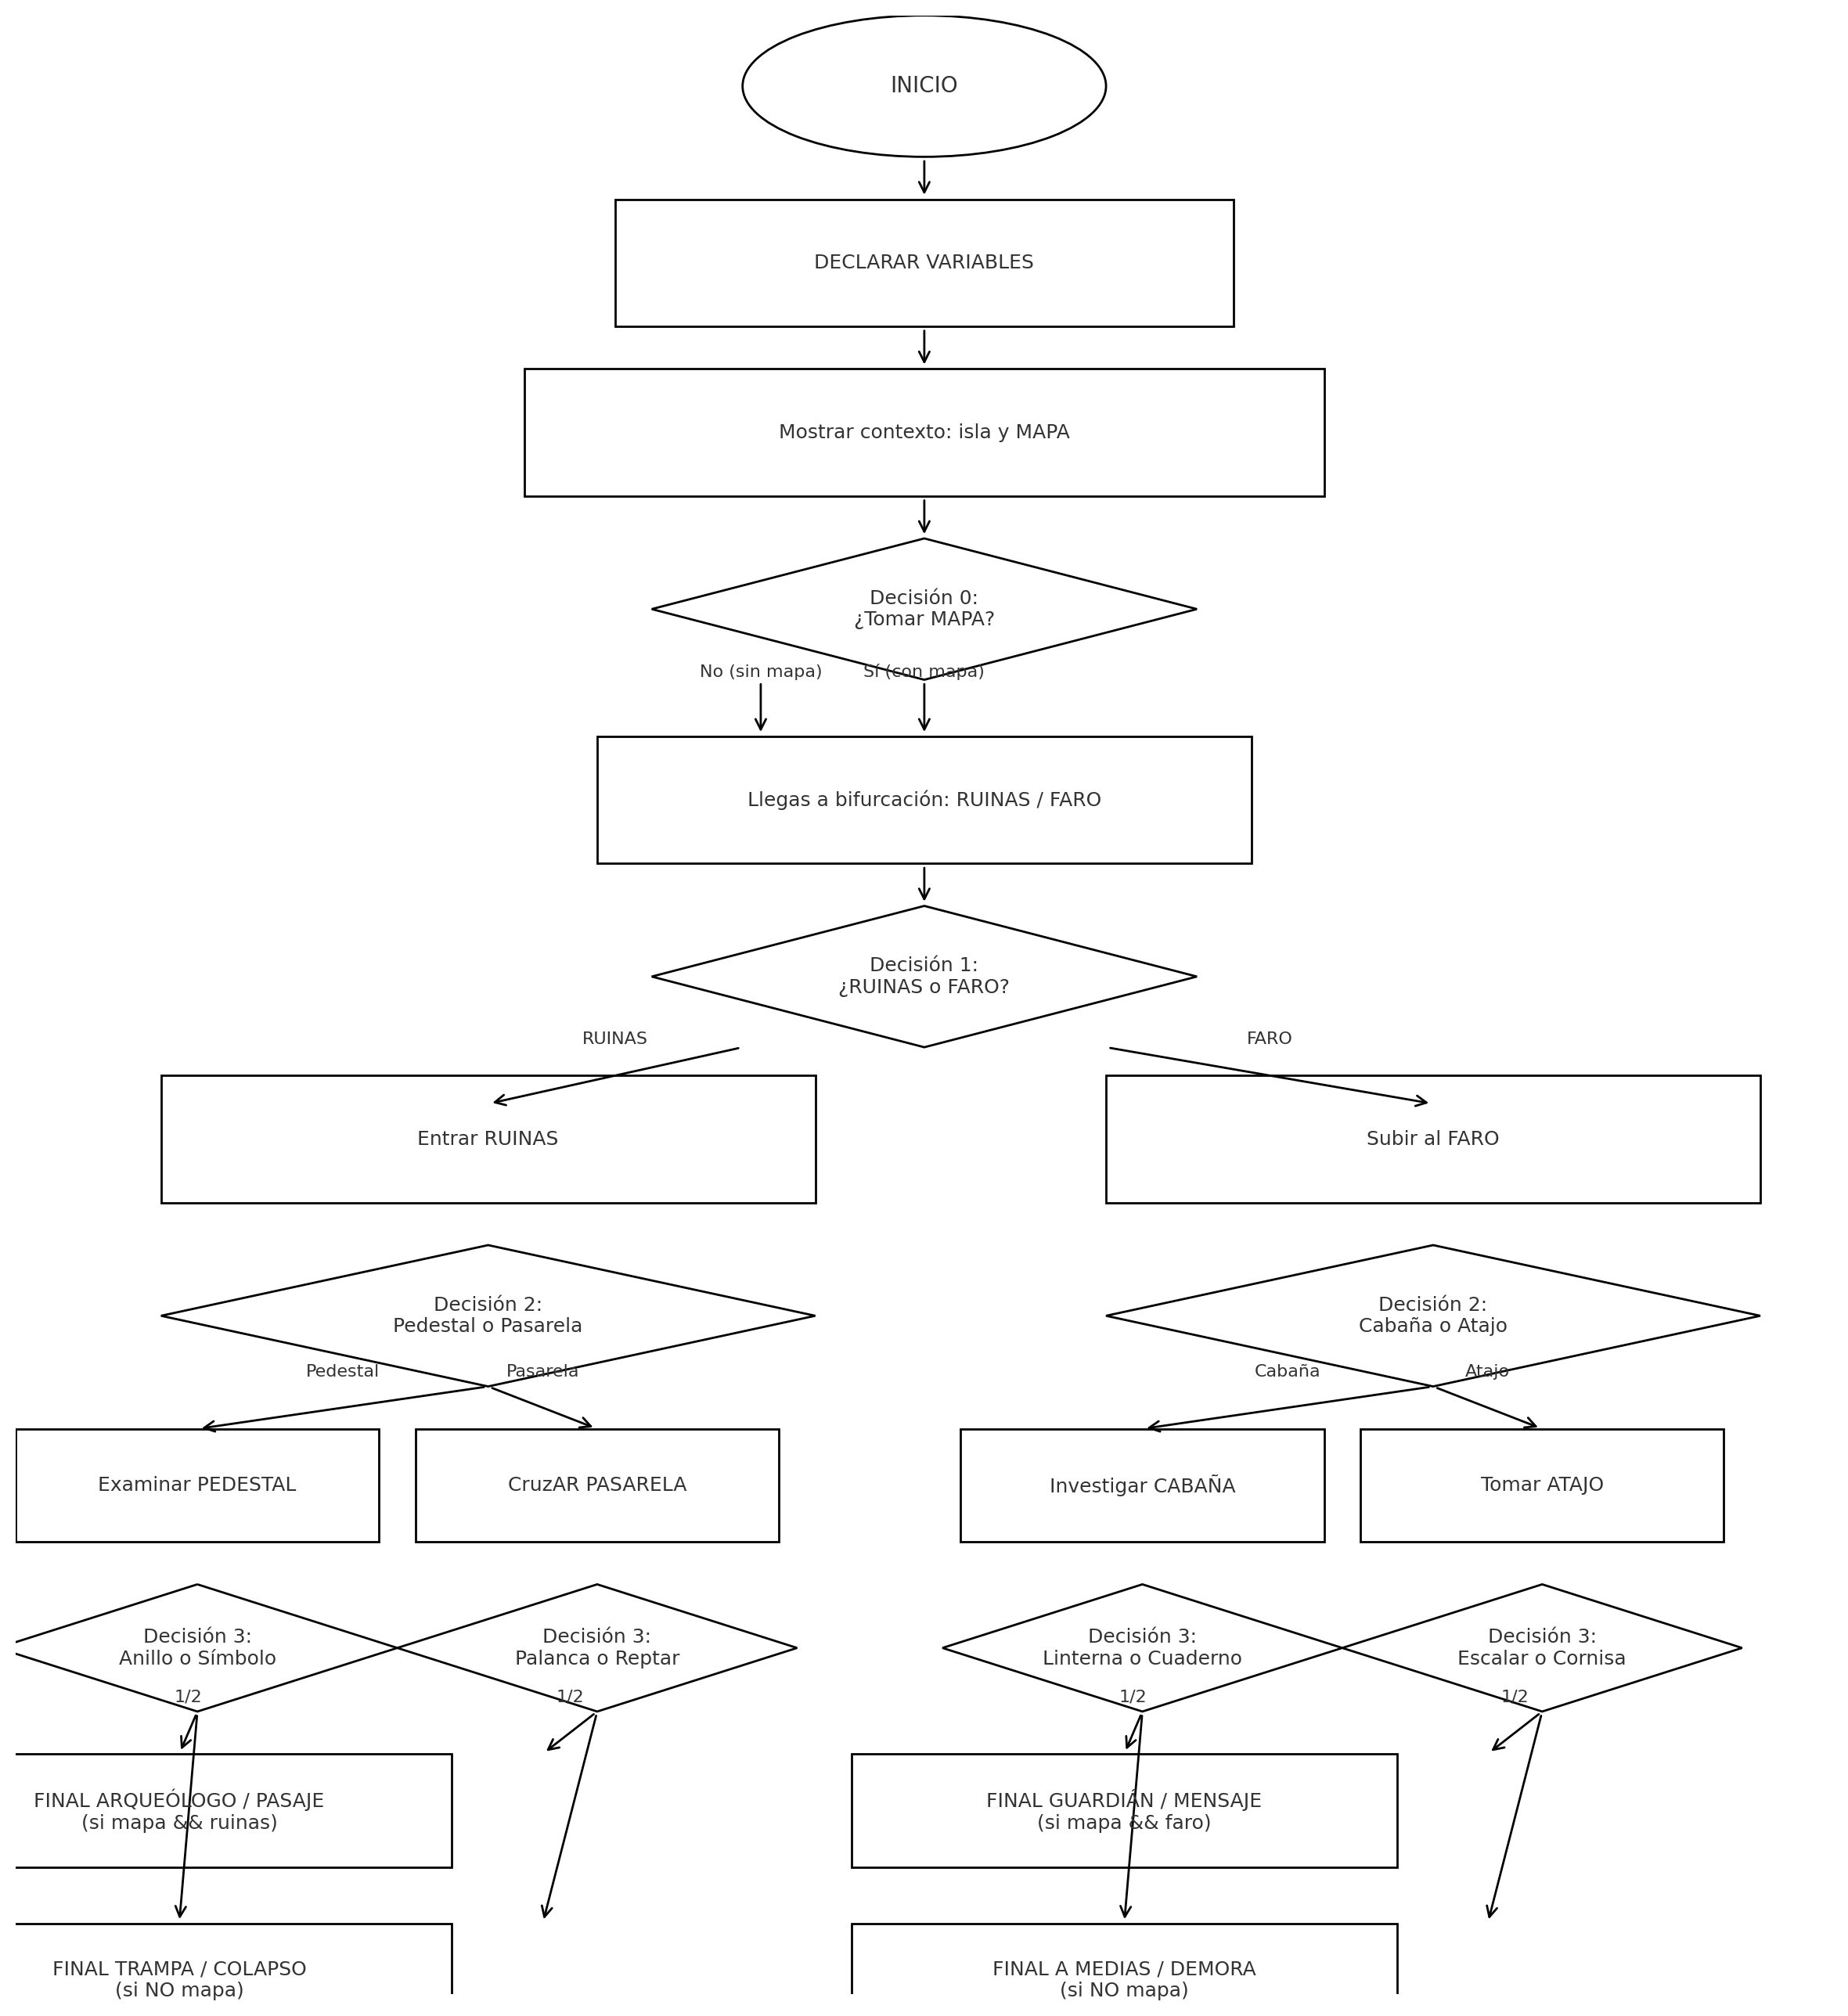 INICIO
DECLARAR VARIABLES
Mostrar contexto: isla y MAPA
Decisión 0:
¿Tomar MAPA?
No (sin mapa)
Sí (con mapa)
Llegas a bifurcación: RUINAS / FARO
Decisión 1:
¿RUINAS o FARO?
RUINAS
FARO
Entrar RUINAS
Subir al FARO
Decisión 2:
Pedestal o Pasarela
Decisión 2:
Cabaña o Atajo
Pedestal
Pasarela
Cabaña
Atajo
Examinar PEDESTAL
CruzAR PASARELA
Investigar CABAÑA
Tomar ATAJO
Decisión 3:
Anillo o Símbolo
Decisión 3:
Palanca o Reptar
Decisión 3:
Linterna o Cuaderno
Decisión 3:
Escalar o Cornisa
1/2
1/2
1/2
1/2
FINAL ARQUEÓLOGO / PASAJE
(si mapa && ruinas)
FINAL GUARDIÁN / MENSAJE
(si mapa && faro)
FINAL TRAMPA / COLAPSO
(si NO mapa)
FINAL A MEDIAS / DEMORA
(si NO mapa)